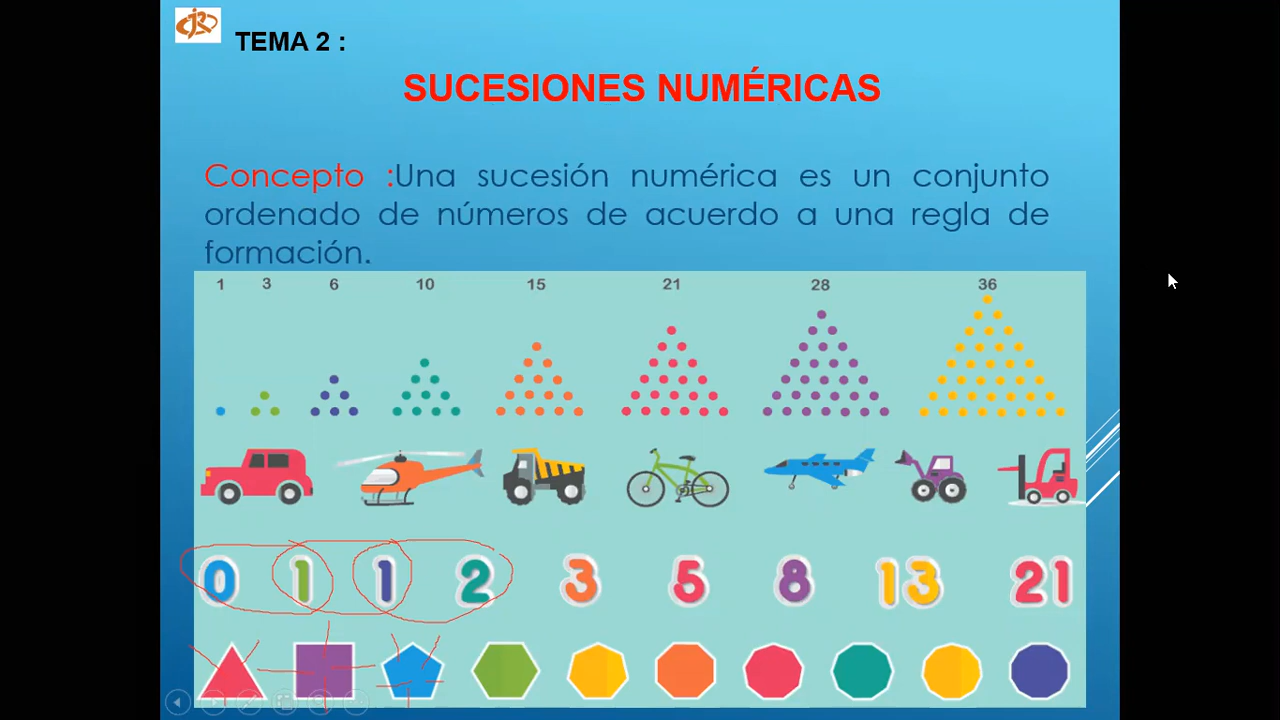 TEMA 2 :
SUCESIONES NUMÉRICAS
Concepto :Una sucesión numérica es un conjunto
ordenado de números de acuerdo a una regla de
formación.
1 3 6 10 15 21 28 36
0 1 1 2 3 5 8 13 21